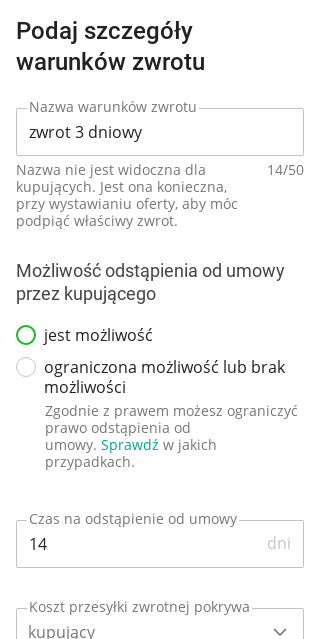 Podaj szczegóły
warunków zwrotu
Nazwa warunków zwrotu
zwrot 3 dniowy
Nazwa nie jest widoczna dla 14/50
kupujących. Jest ona konieczna,
przy wystawianiu oferty, aby móc
podpiąć właściwy zwrot.
Możliwość odstąpienia od umowy
przez kupującego
jest możliwość
ograniczona możliwość lub brak
możliwości
Zgodnie z prawem możesz ograniczyć
prawo odstąpienia od
umowy. Sprawdź w jakich
przypadkach.
Czas na odstąpienie od umowy
14 dni
Koszt przesyłki zwrotnej pokrywa
kupujący